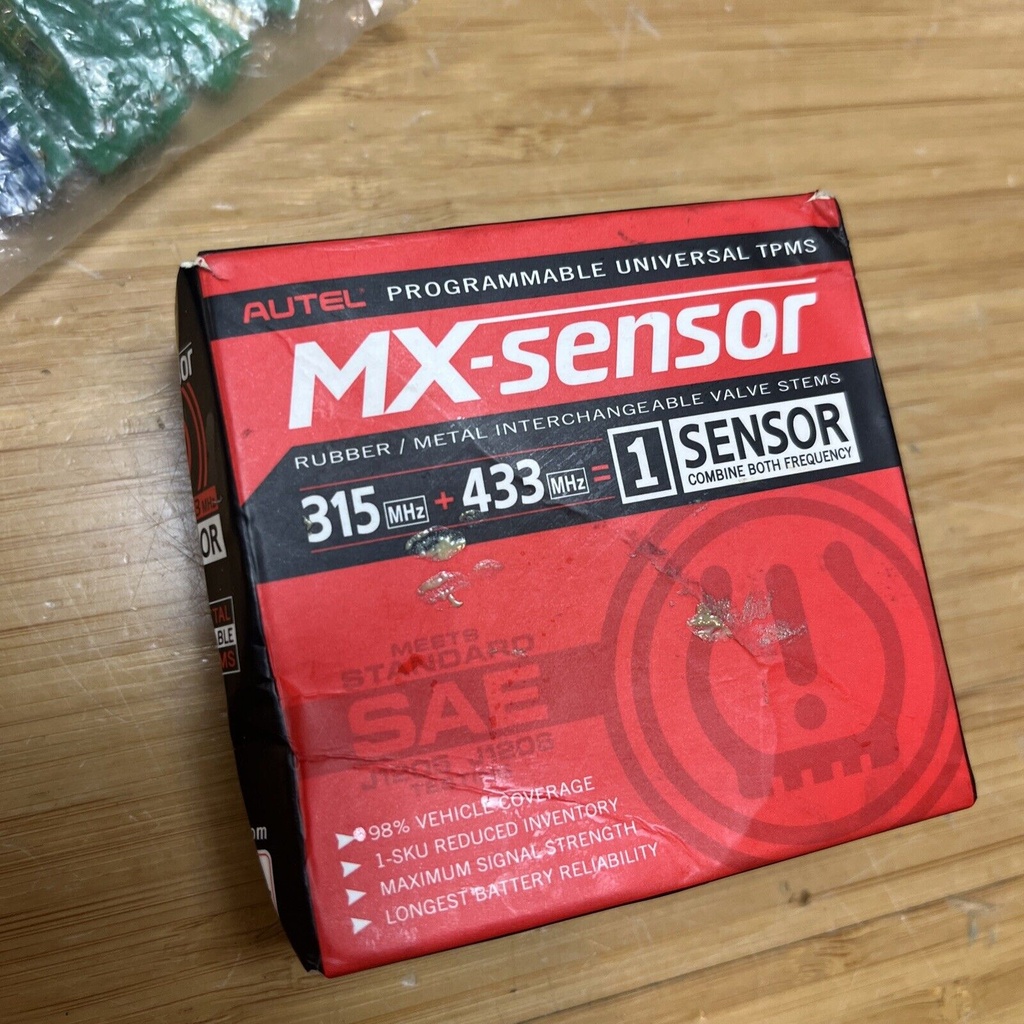 AUTEL PROGRAMMABLE UNIVERSAL TPMS
MX-sensor
RUBBER / METAL INTERCHANGEABLE VALVE STEMS
315 MHz + 433 MHz = 1 SENSOR
COMBINE BOTH FREQUENCY
MEETS
STANDARD
SAE
98% VEHICLE COVERAGE
1-SKU REDUCED INVENTORY
MAXIMUM SIGNAL STRENGTH
LONGEST BATTERY RELIABILITY